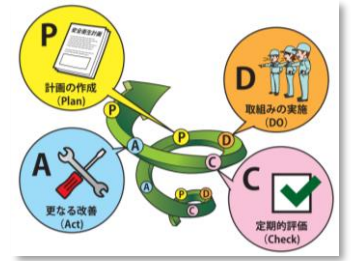 P
安全衛生計画
計画の作成
(Plan)
D
取組みの実施
(DO)
A
更なる改善
(Act)
C
定期的評価
(Check)
P
P
D
A
C
A
P
D
C